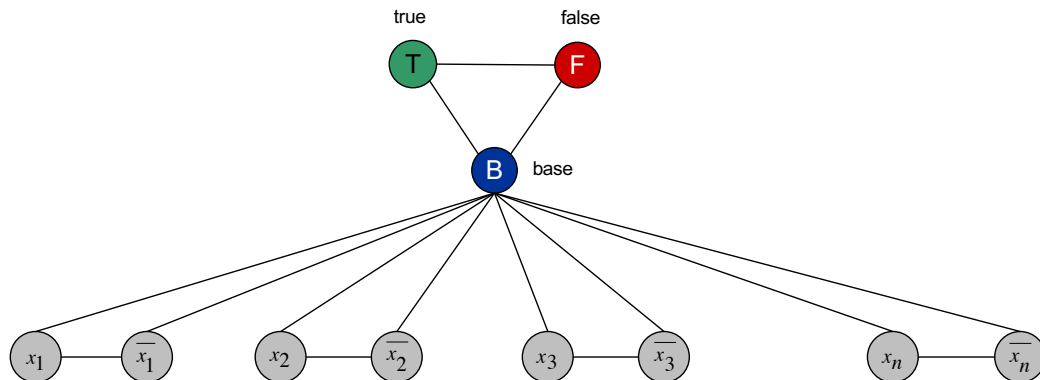 true false
T F
B base
x₁ x̅₁ x₂ x̅₂ x₃ x̅₃ xₙ x̅ₙ